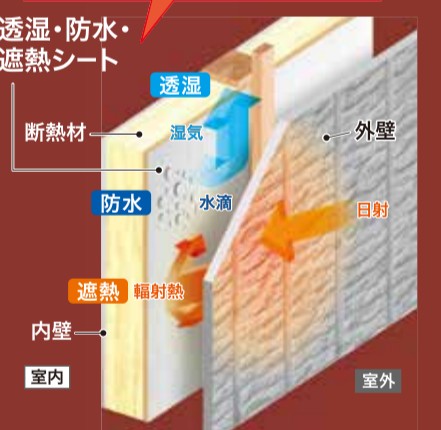 透湿・防水・
遮熱シート
透湿
断熱材
湿気
外壁
防水
水滴
日射
遮熱
輻射熱
内壁
室内
室外